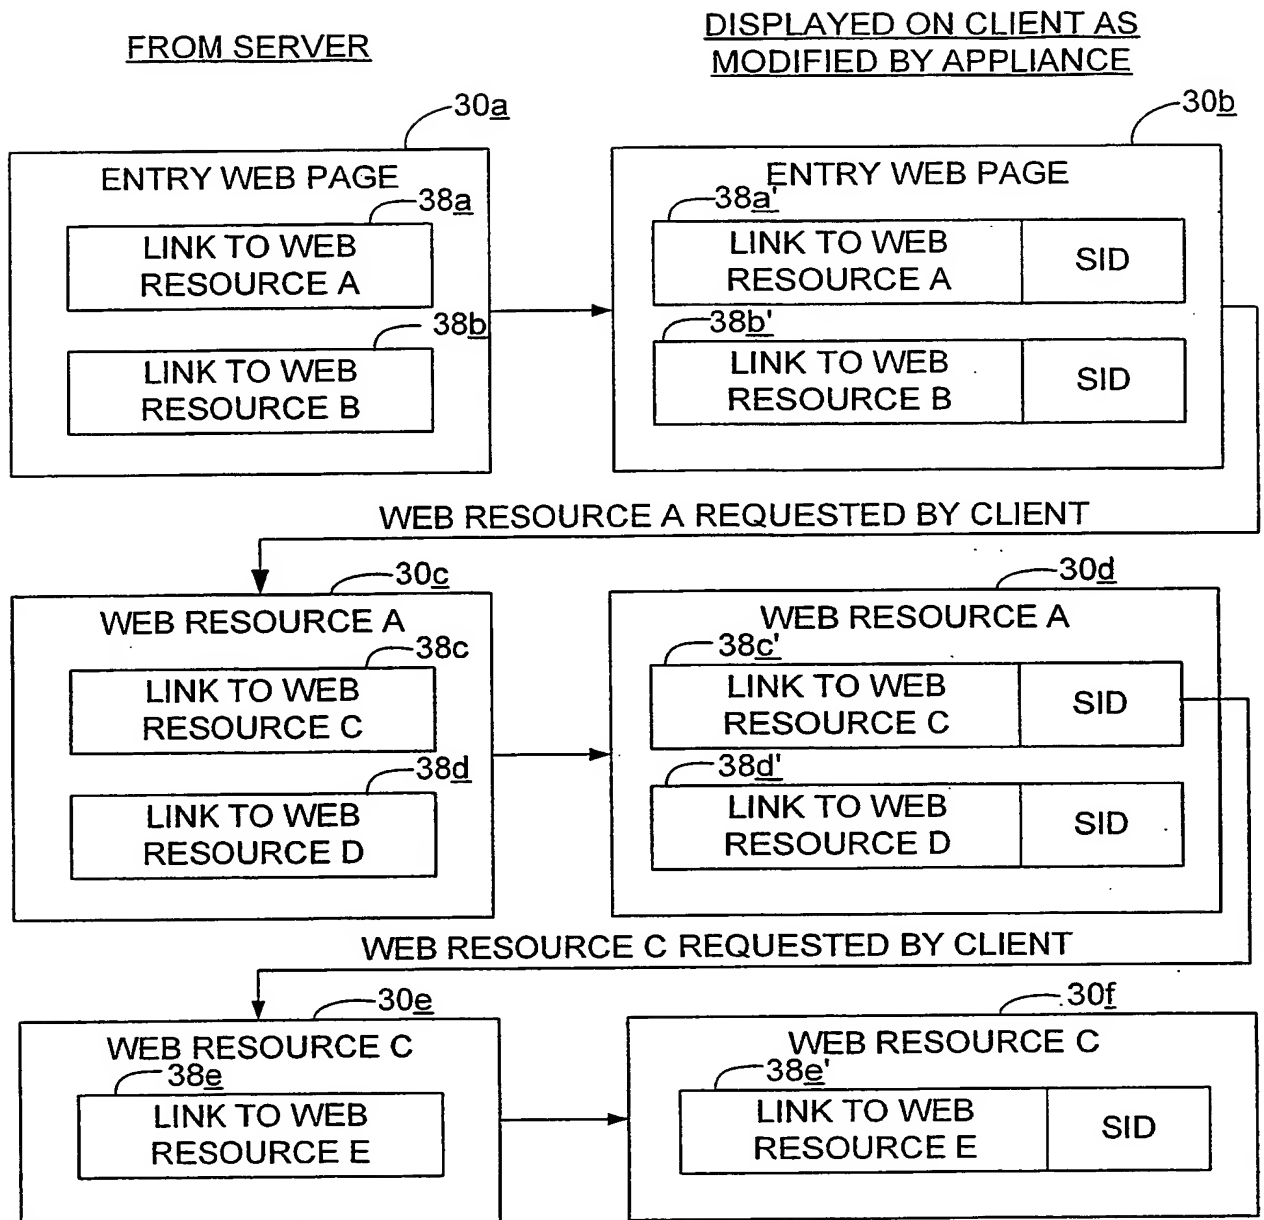 FROM SERVER
DISPLAYED ON CLIENT AS
MODIFIED BY APPLIANCE
30a
ENTRY WEB PAGE
38a
LINK TO WEB
RESOURCE A
38b
LINK TO WEB
RESOURCE B
30b
ENTRY WEB PAGE
38a'
LINK TO WEB
RESOURCE A
SID
38b'
LINK TO WEB
RESOURCE B
SID
WEB RESOURCE A REQUESTED BY CLIENT
30c
WEB RESOURCE A
38c
LINK TO WEB
RESOURCE C
38d
LINK TO WEB
RESOURCE D
30d
WEB RESOURCE A
38c'
LINK TO WEB
RESOURCE C
SID
38d'
LINK TO WEB
RESOURCE D
SID
WEB RESOURCE C REQUESTED BY CLIENT
30e
WEB RESOURCE C
38e
LINK TO WEB
RESOURCE E
30f
WEB RESOURCE C
38e'
LINK TO WEB
RESOURCE E
SID